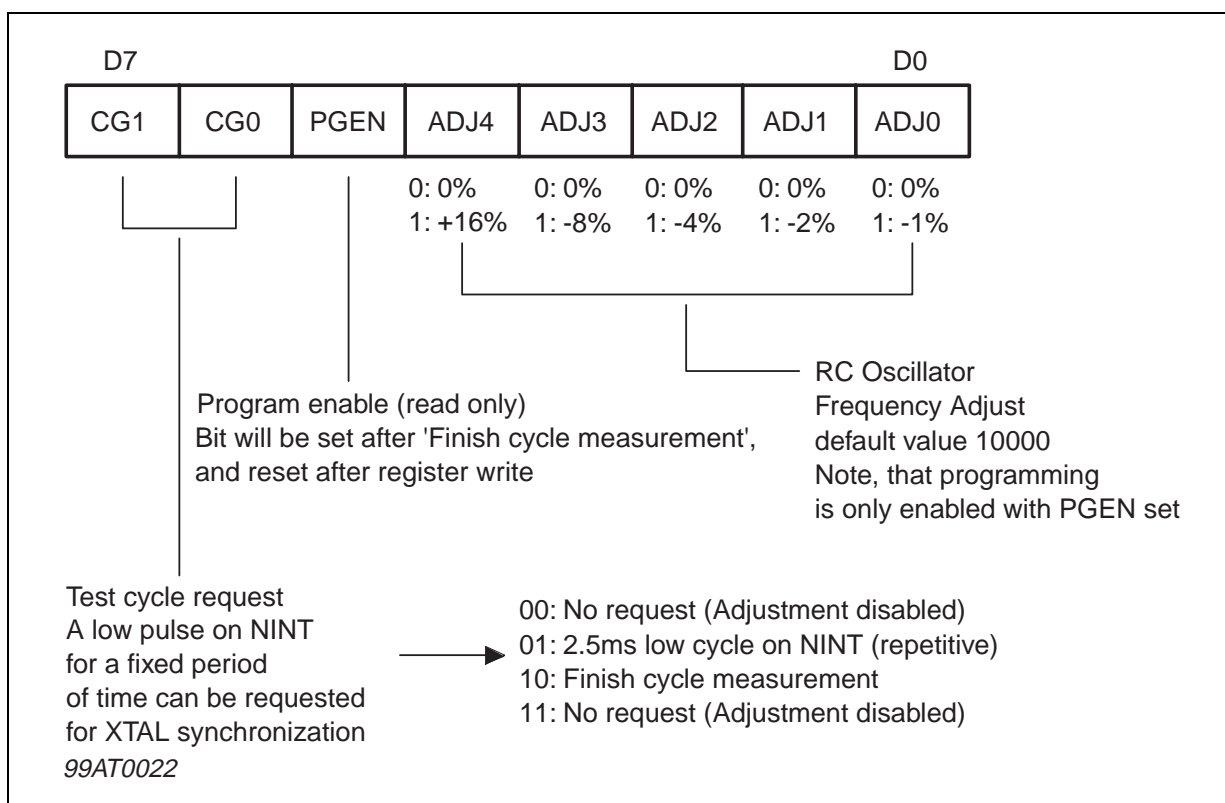 D7 D0
CG1 CG0 PGEN ADJ4 ADJ3 ADJ2 ADJ1 ADJ0
0: 0% 0: 0% 0: 0% 0: 0% 0: 0%
1: +16% 1: -8% 1: -4% 1: -2% 1: -1%
RC Oscillator
Frequency Adjust
default value 10000
Note, that programming
is only enabled with PGEN set
Program enable (read only)
Bit will be set after 'Finish cycle measurement',
and reset after register write
Test cycle request
A low pulse on NINT
for a fixed period
of time can be requested
for XTAL synchronization
00: No request (Adjustment disabled)
01: 2.5ms low cycle on NINT (repetitive)
10: Finish cycle measurement
11: No request (Adjustment disabled)
99AT0022